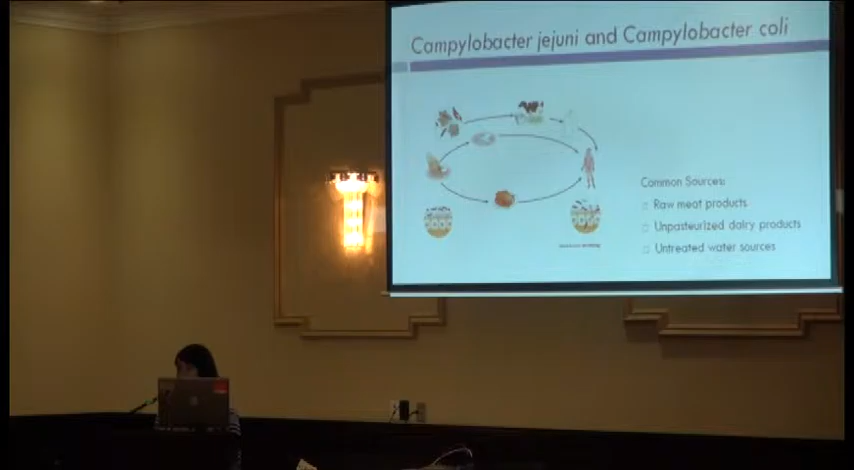 Campylobacter jejuni and Campylobacter coli
Common Sources:
Raw meat products
Unpasteurized dairy products
Untreated water sources